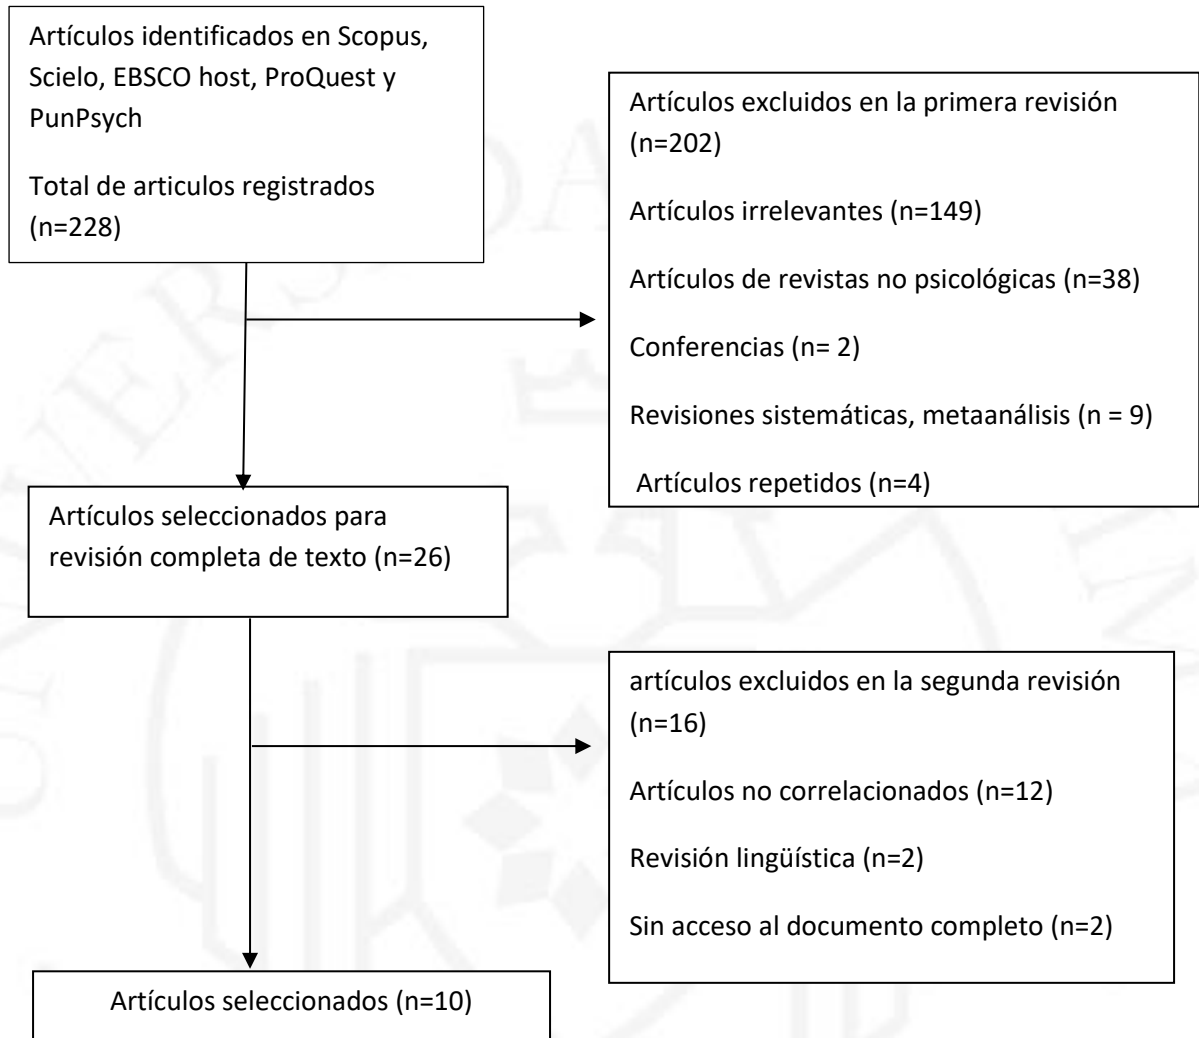 Artículos identificados en Scopus,
Scielo, EBSCO host, ProQuest y
PunPsych
Total de articulos registrados
(n=228)
Artículos excluidos en la primera revisión
(n=202)
Artículos irrelevantes (n=149)
Artículos de revistas no psicológicas (n=38)
Conferencias (n= 2)
Revisiones sistemáticas, metaanálisis (n = 9)
Artículos repetidos (n=4)
Artículos seleccionados para
revisión completa de texto (n=26)
artículos excluidos en la segunda revisión
(n=16)
Artículos no correlacionados (n=12)
Revisión lingüística (n=2)
Sin acceso al documento completo (n=2)
Artículos seleccionados (n=10)